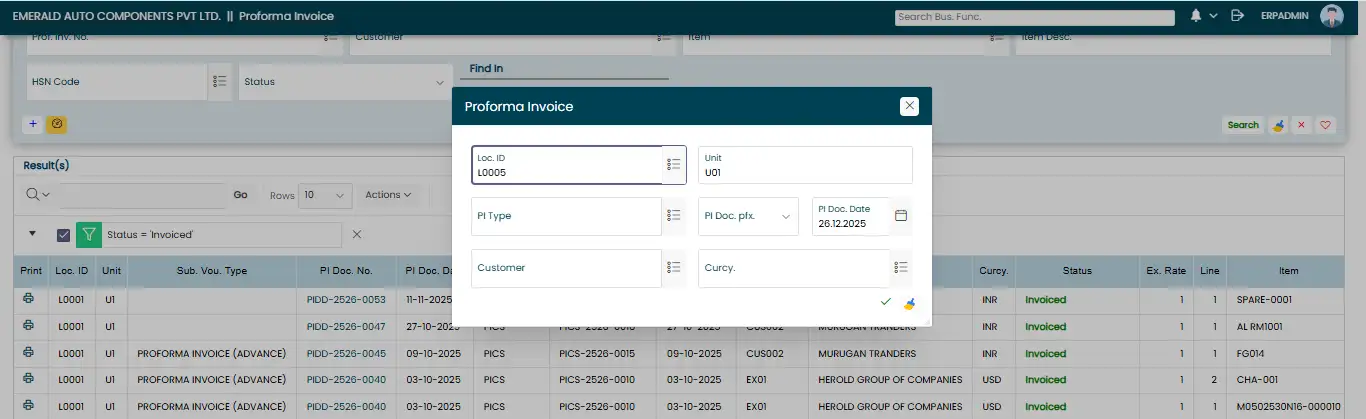 EMERALD AUTO COMPONENTS PVT LTD. || Proforma Invoice
Search Bus. Func.
ERPADMIN
Prof. Inv. No.
Customer
Item
Item Desc.
HSN Code
Status
Find In
Search
Proforma Invoice
Loc. ID
L0005
Unit
U01
PI Type
PI Doc. pfx.
PI Doc. Date
26.12.2025
Customer
Curcy.
Result(s)
Go
Rows
10
Actions
Status = 'Invoiced'
Print Loc. ID Unit Sub. Vou. Type PI Doc. No. PI Doc. Da Curcy. Status Ex. Rate Line Item
L0001 U1 PIDD-2526-0053 11-11-2025 INR Invoiced 1 1 SPARE-0001
L0001 U1 PIDD-2526-0047 27-10-2025 PICS PICS-2526-0010 27-10-2025 CUS002 MURUGAN TRANDERS INR Invoiced 1 1 AL RM1001
L0001 U1 PROFORMA INVOICE (ADVANCE) PIDD-2526-0045 09-10-2025 PICS PICS-2526-0015 09-10-2025 CUS002 MURUGAN TRANDERS INR Invoiced 1 1 FG014
L0001 U1 PROFORMA INVOICE (ADVANCE) PIDD-2526-0040 03-10-2025 PICS PICS-2526-0010 03-10-2025 EX01 HEROLD GROUP OF COMPANIES USD Invoiced 1 2 CHA-001
L0001 U1 PROFORMA INVOICE (ADVANCE) PIDD-2526-0040 03-10-2025 PICS PICS-2526-0010 03-10-2025 EX01 HEROLD GROUP OF COMPANIES USD Invoiced 1 1 M0502530N16-000010